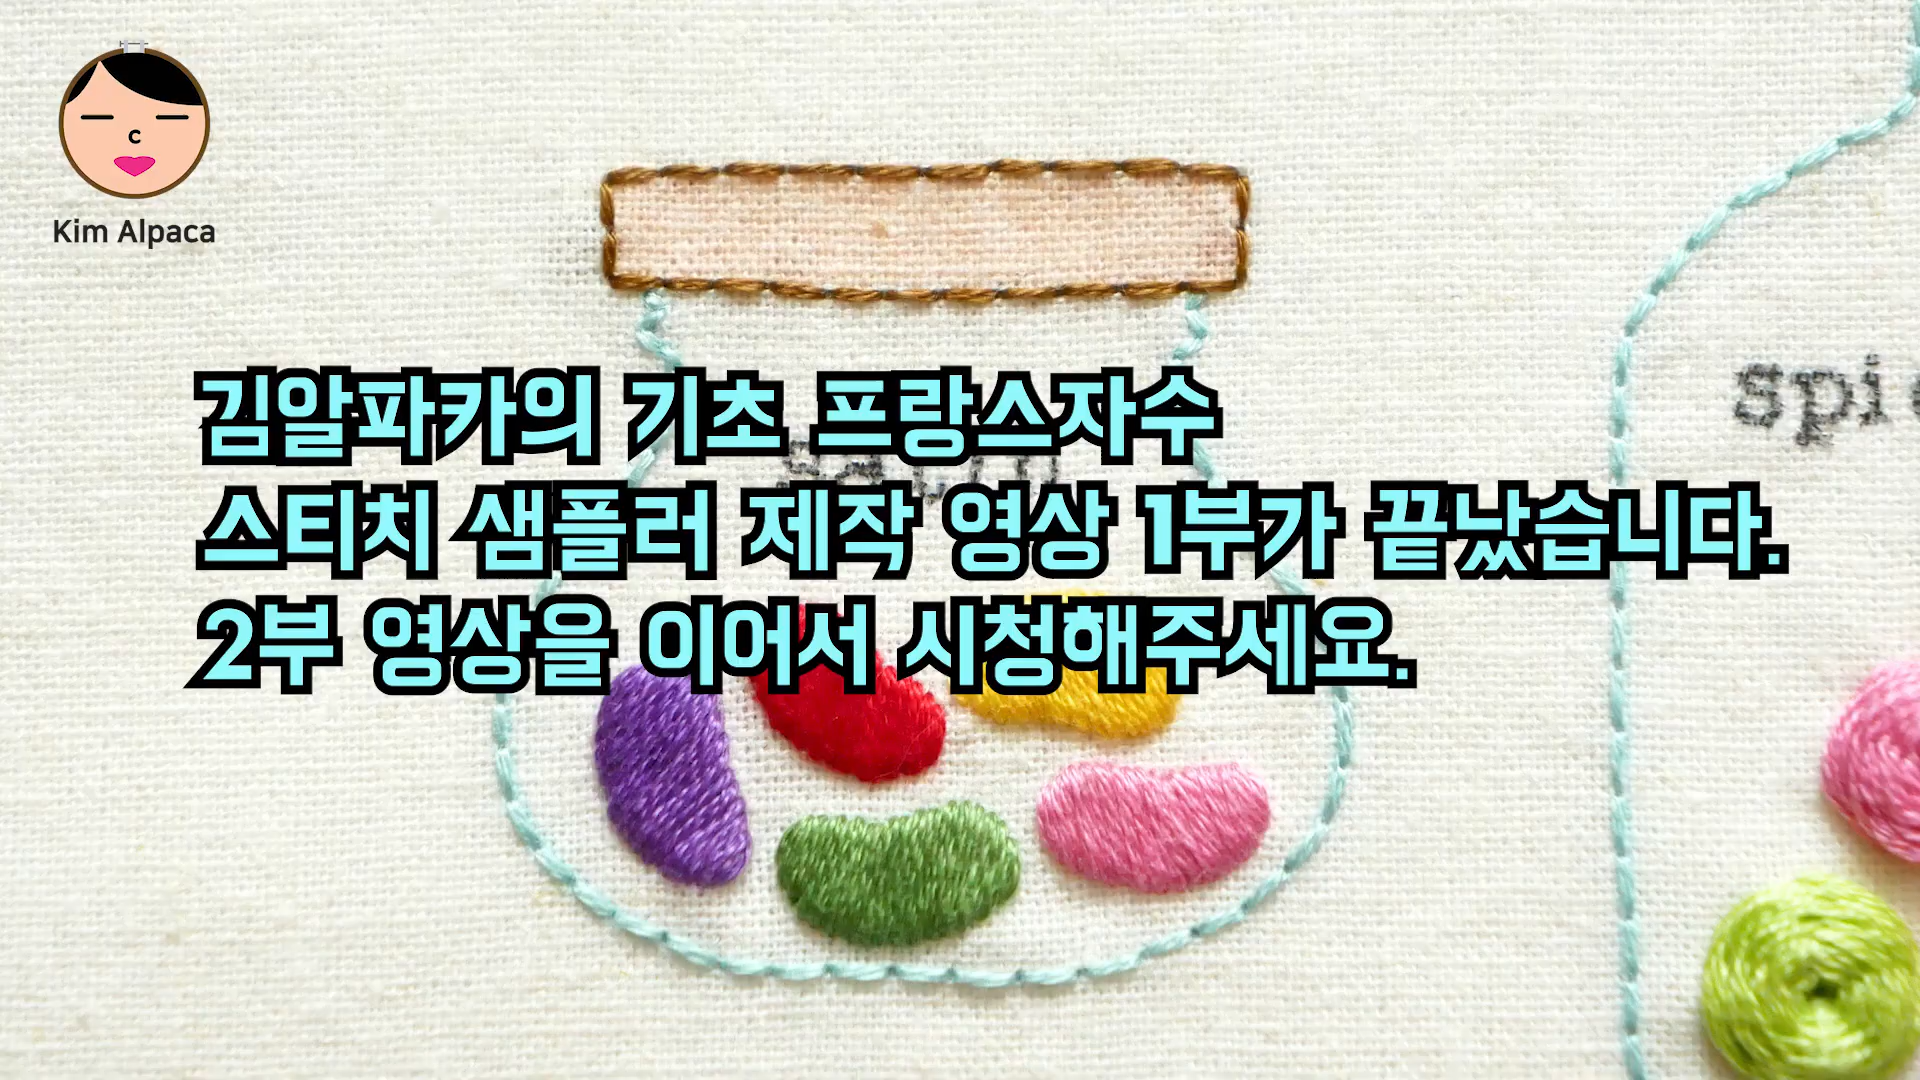 Kim Alpaca
김알파카의 기초 프랑스자수
스티치 샘플러 제작 영상 1부가 끝났습니다.
2부 영상을 이어서 시청해주세요.